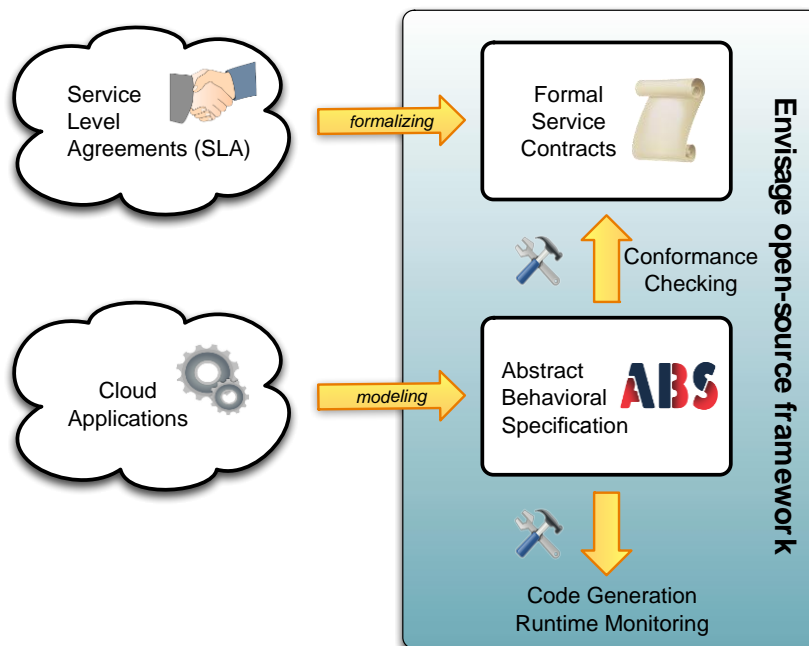 Service
Level
Agreements (SLA)
formalizing
Formal
Service
Contracts
Conformance
Checking
Cloud
Applications
modeling
Abstract
Behavioral
Specification
ABS
Code Generation
Runtime Monitoring
Envisage open-source framework